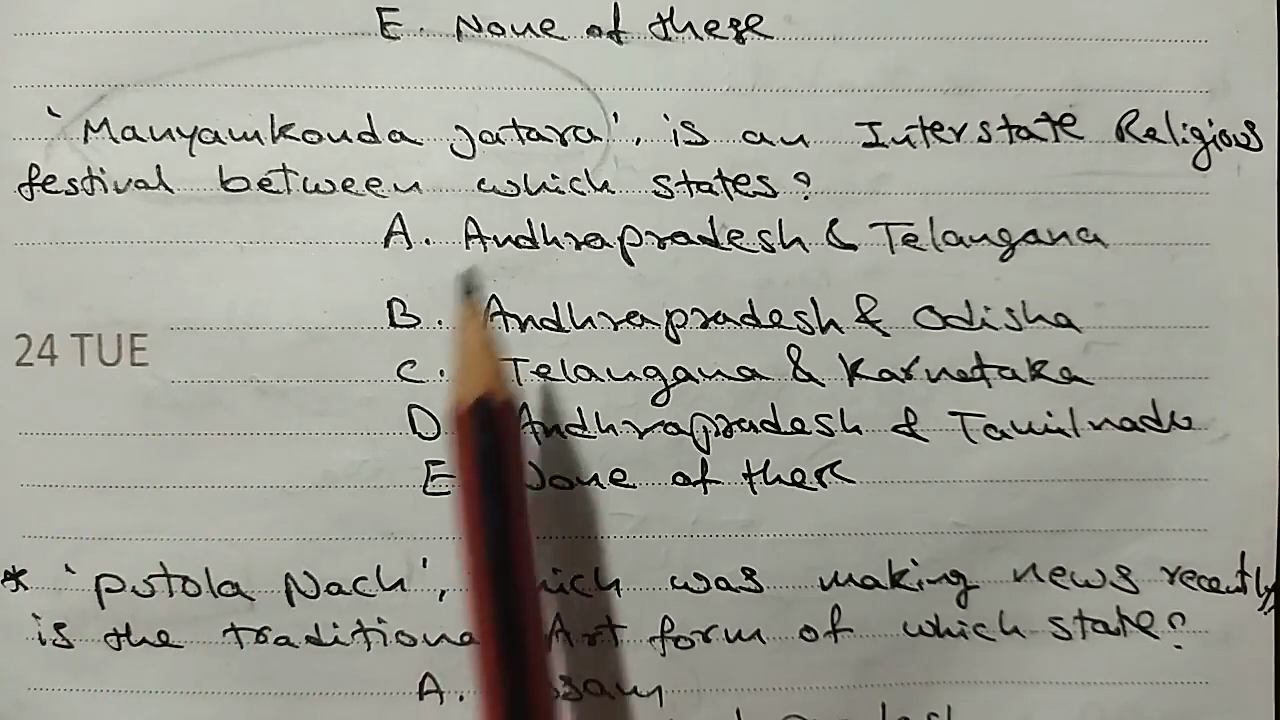 E. None of these
'Manyamkonda jatara', is an Interstate Religious
festival between which states?
A. Andhrapradesh & Telangana
B. Andhrapradesh & Odisha
24 TUE
C. Telangana & Karnataka
D Andhrapradesh & Tamilnadu
E None of these
* 'putola Nach', which was making news recently
is the traditional Art form of which state?
A.